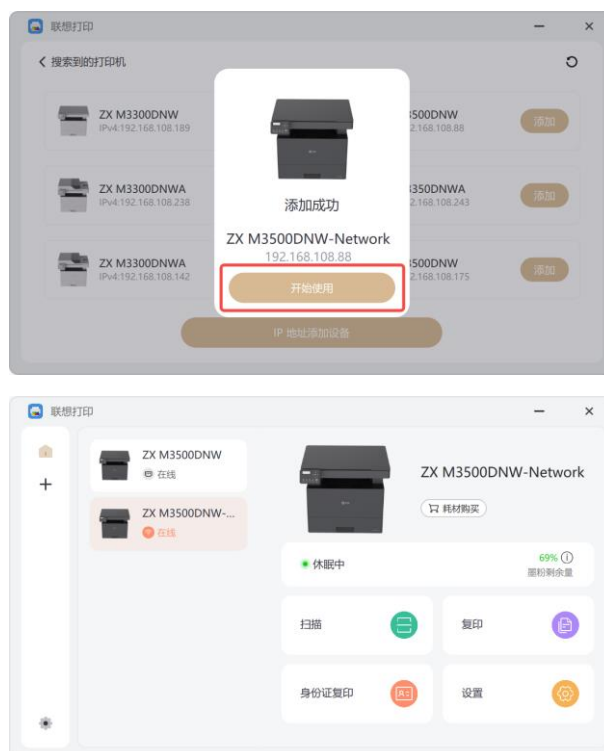 联想打印
搜索到的打印机
ZX M3300DNW
IPv4:192.168.108.189
3500DNW
2.168.108.88
添加
ZX M3300DNWA
IPv4:192.168.108.238
3350DNWA
2.168.108.243
添加
添加成功
ZX M3500DNW-Network
192.168.108.88
开始使用
ZX M3300DNWA
IPv4:192.168.108.142
3500DNW
2.168.108.175
添加
IP 地址添加设备
联想打印
ZX M3500DNW
在线
ZX M3500DNW-...
在线
ZX M3500DNW-Network
耗材购买
休眠中
69%
墨粉剩余量
扫描
复印
身份证复印
设置